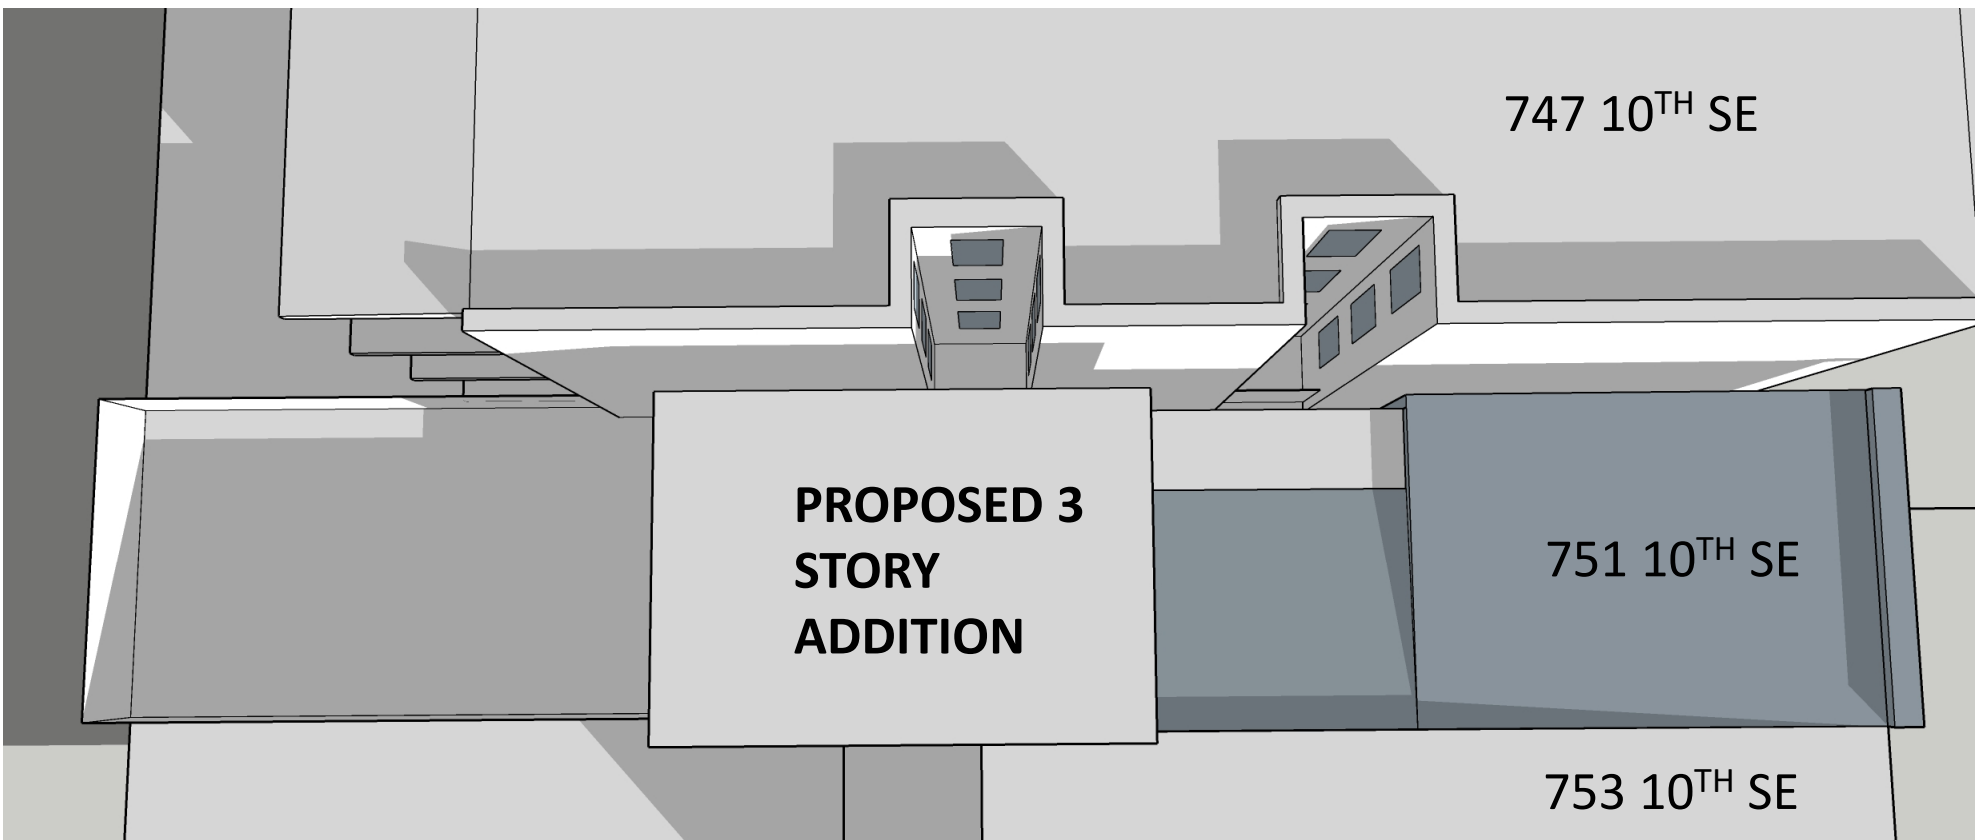 747 10TH SE
PROPOSED 3
STORY
ADDITION
751 10TH SE
753 10TH SE